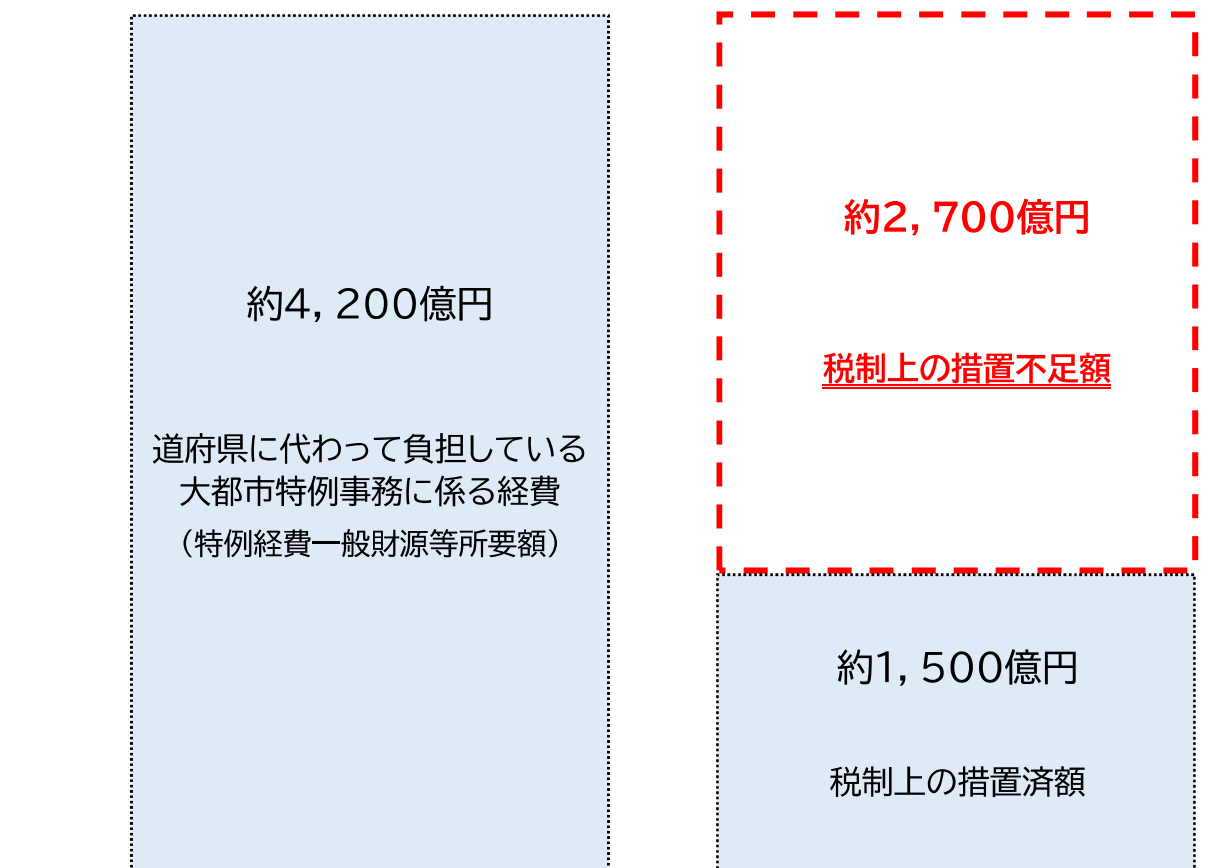 約4，200億円
道府県に代わって負担している
大都市特例事務に係る経費
（特例経費一般財源等所要額）
約2，700億円
税制上の措置不足額
約1，500億円
税制上の措置済額